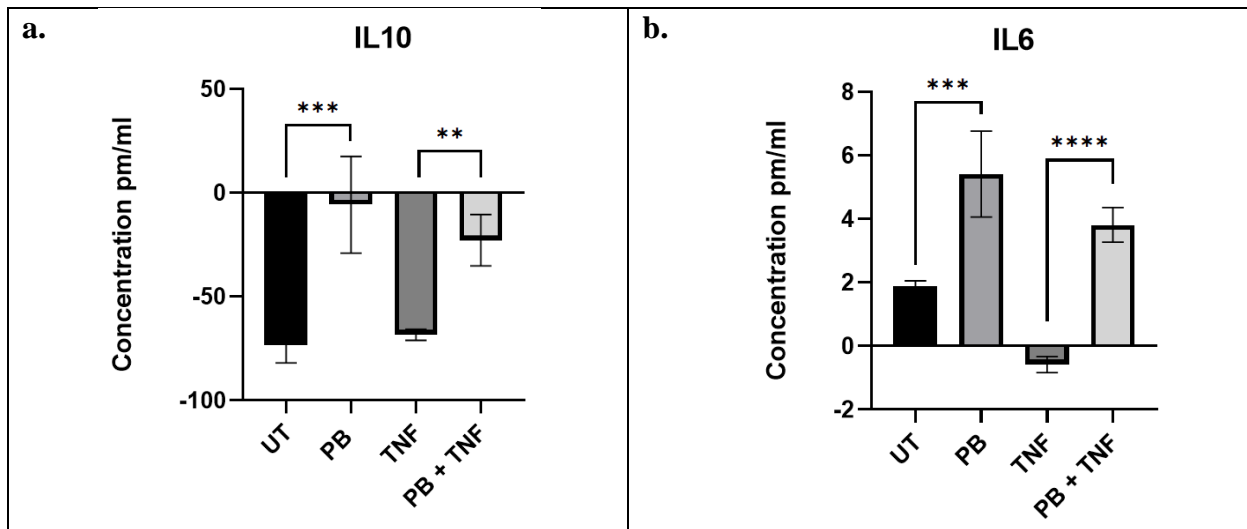 a.
IL10
Concentration pm/ml
50
0
-50
-100
***
**
UT
PB
TNF
PB + TNF
b.
IL6
Concentration pm/ml
8
6
4
2
0
-2
***
****
UT
PB
TNF
PB + TNF